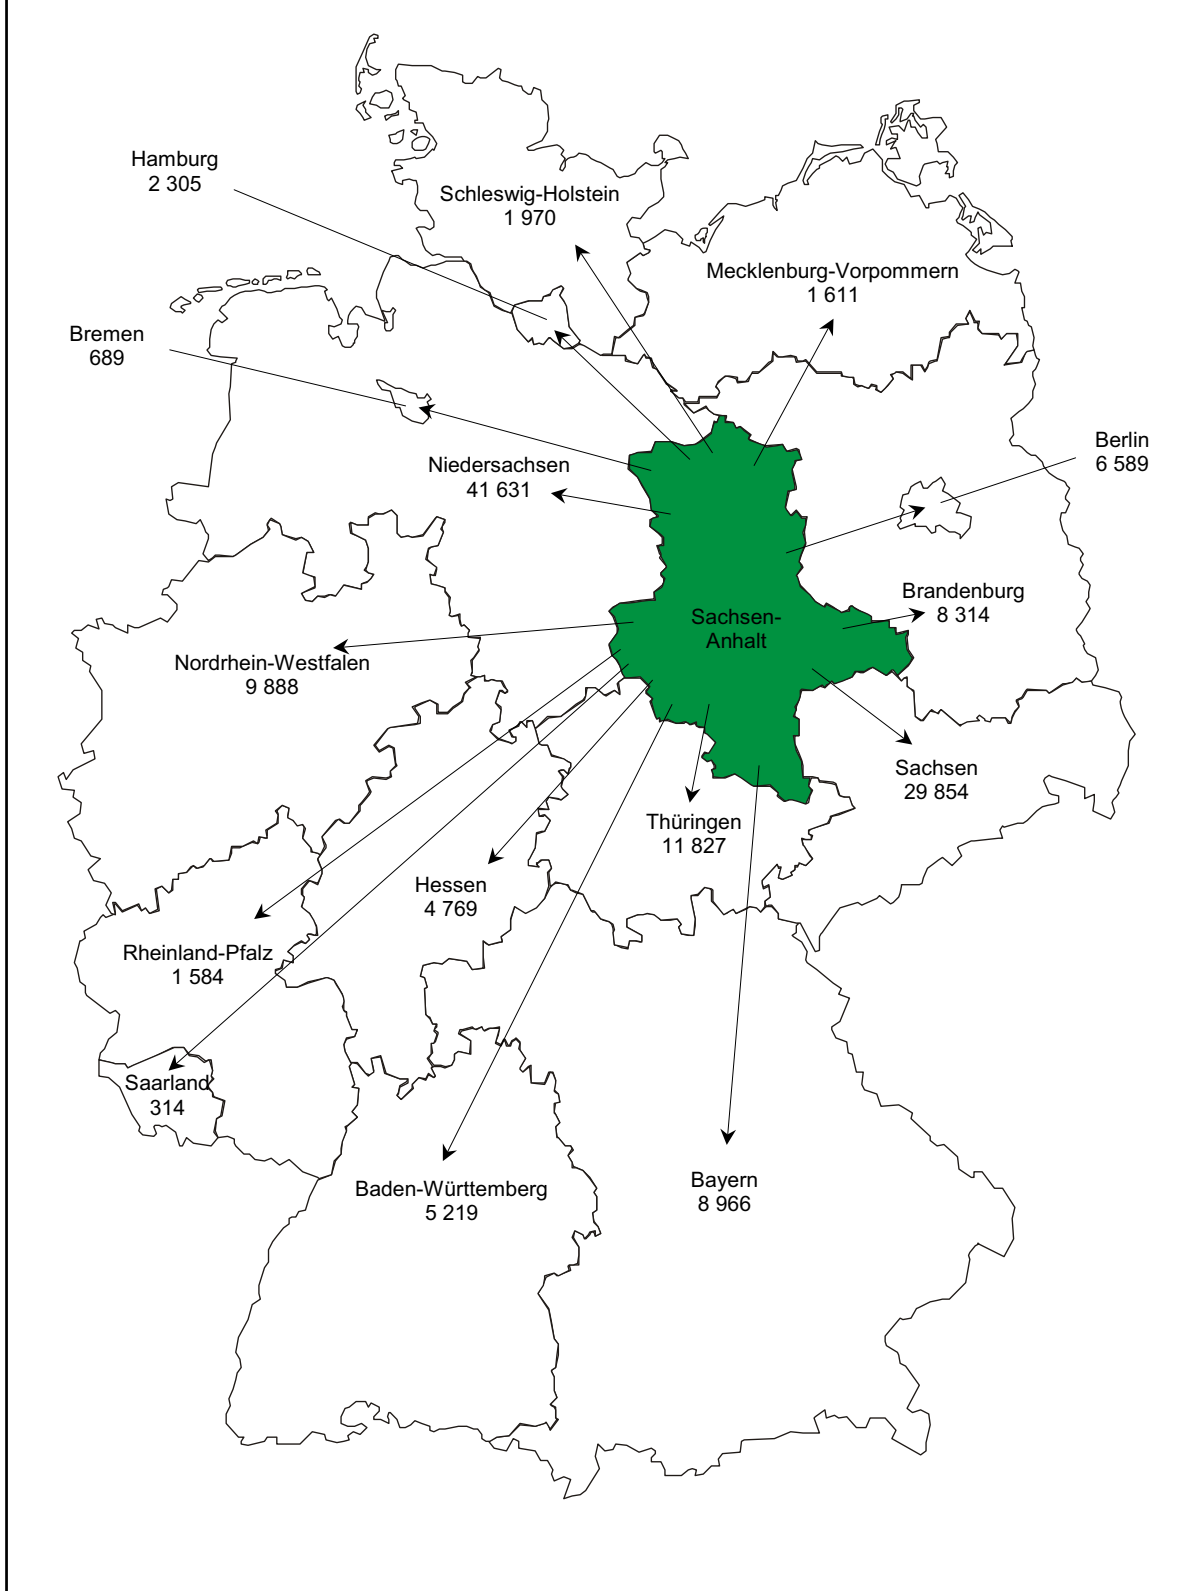 Hamburg
2 305
Schleswig-Holstein
1 970
Mecklenburg-Vorpommern
1 611
Bremen
689
Berlin
6 589
Niedersachsen
41 631
Brandenburg
8 314
Sachsen-
Anhalt
Nordrhein-Westfalen
9 888
Sachsen
29 854
Thüringen
11 827
Hessen
4 769
Rheinland-Pfalz
1 584
Saarland
314
Baden-Württemberg
5 219
Bayern
8 966